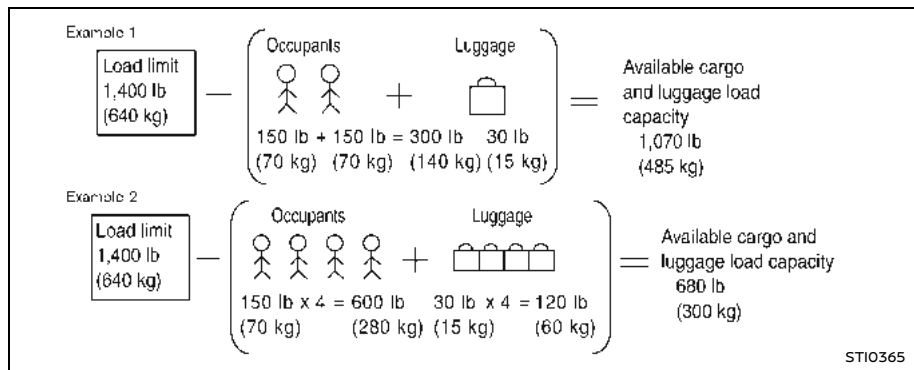 Example 1
Occupants
Luggage
Load limit
1,400 lb
(640 kg)
−
+
=
Available cargo
and luggage load
capacity
1,070 lb
(485 kg)
150 lb + 150 lb = 300 lb 30 lb
(70 kg) (70 kg) (140 kg) (15 kg)
Example 2
Occupants
Luggage
Load limit
1,400 lb
(640 kg)
−
+
=
Available cargo and
luggage load capacity
680 lb
(300 kg)
150 lb x 4 = 600 lb 30 lb x 4 = 120 lb
(70 kg) (280 kg) (15 kg) (60 kg)
STI0365